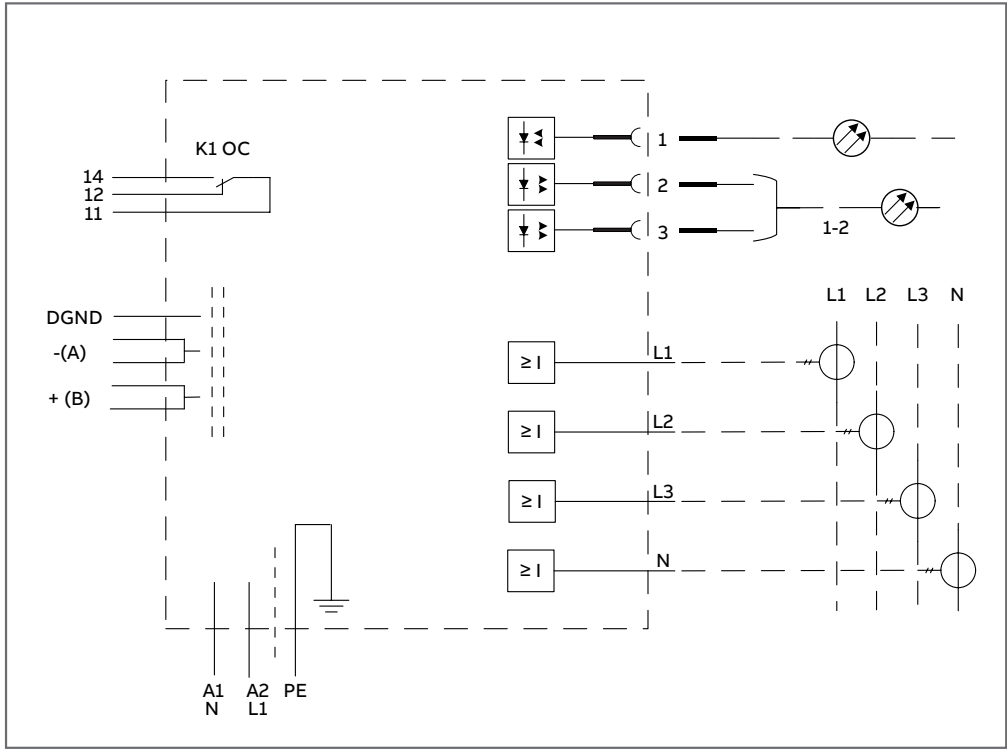 K1 OC
14
12
11
DGND
-(A)
+ (B)
1
2
3
1-2
L1 L2 L3 N
≥ I
L1
≥ I
L2
≥ I
L3
≥ I
N
A1 A2 PE
N L1